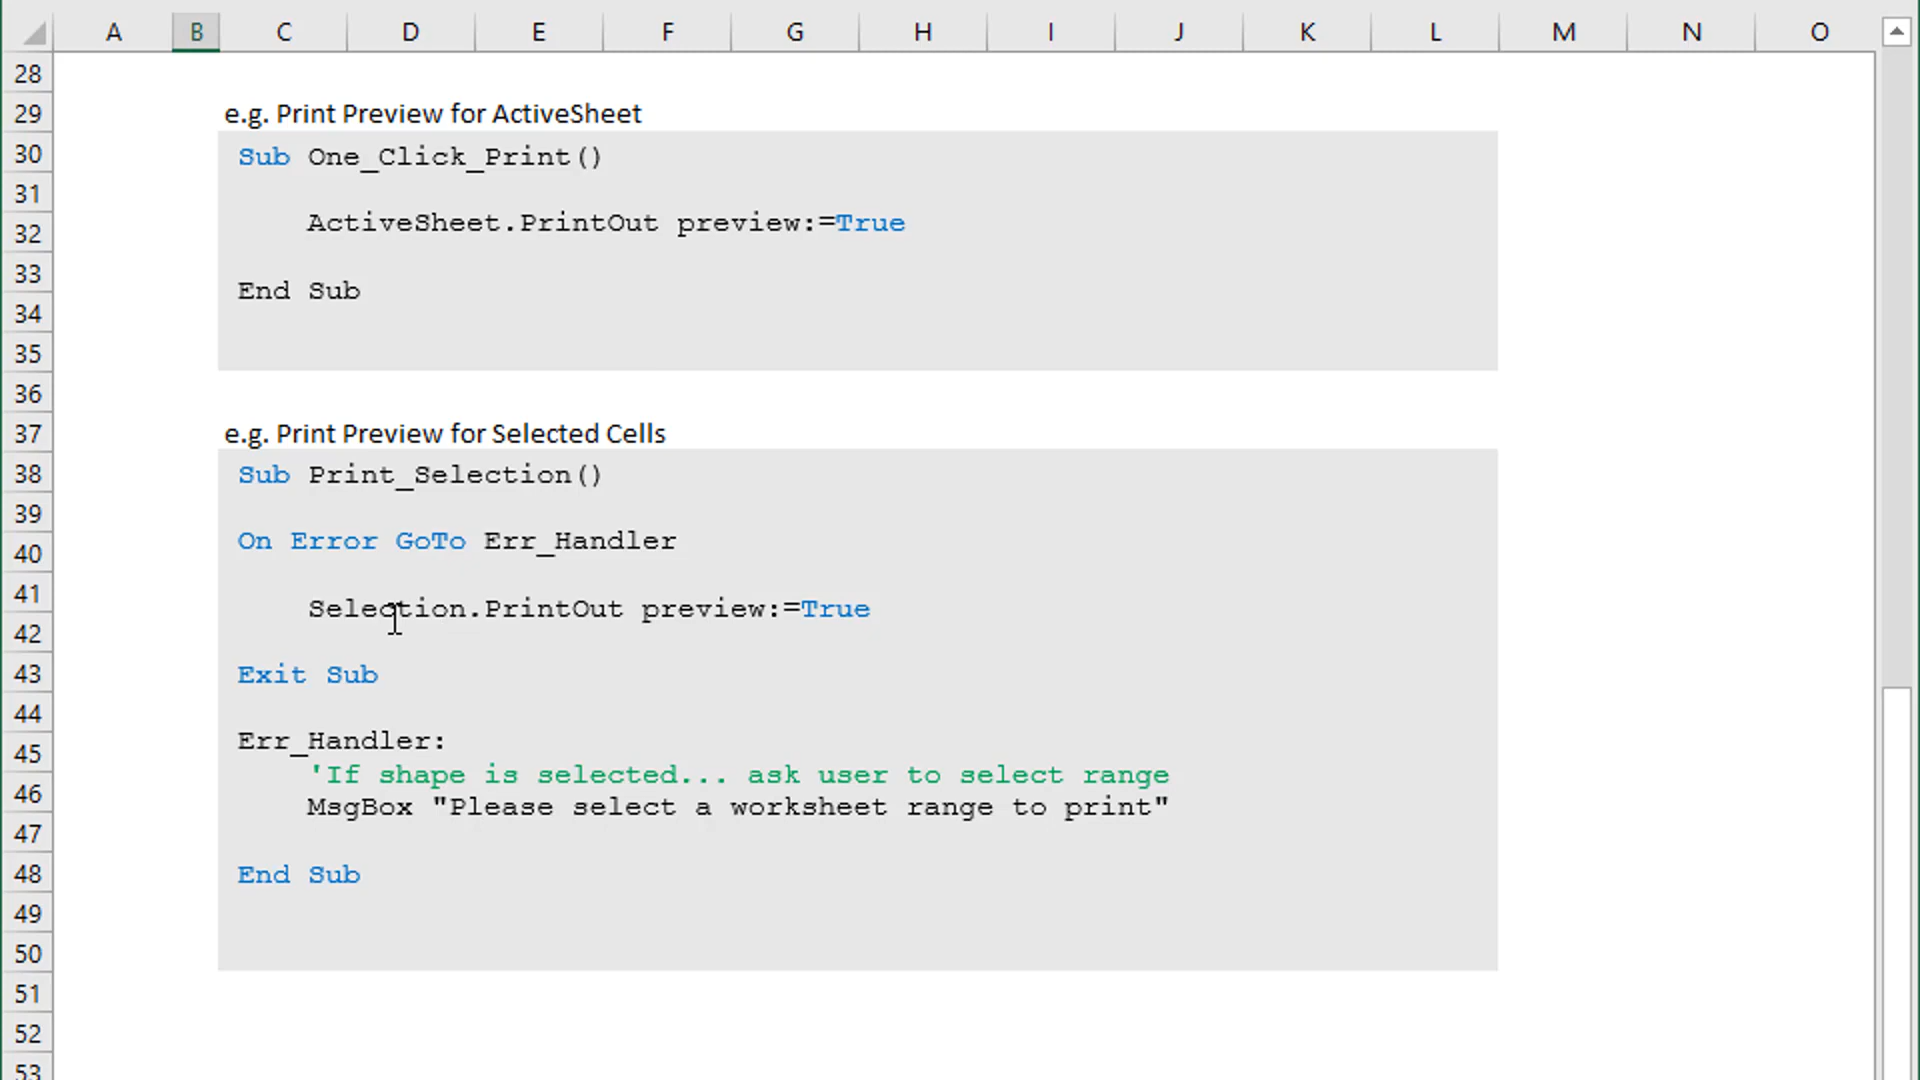 A B C D E F G H I J K L M N O
28
29 e.g. Print Preview for ActiveSheet
30 Sub One_Click_Print()
31
32 ActiveSheet.PrintOut preview:=True
33 End Sub
34
35
36
37 e.g. Print Preview for Selected Cells
38 Sub Print_Selection()
39
40 On Error GoTo Err_Handler
41 Selection.PrintOut preview:=True
42
43 Exit Sub
44
45 Err_Handler:
46 'If shape is selected... ask user to select range
MsgBox "Please select a worksheet range to print"
47
48 End Sub
49
50
51
52
53